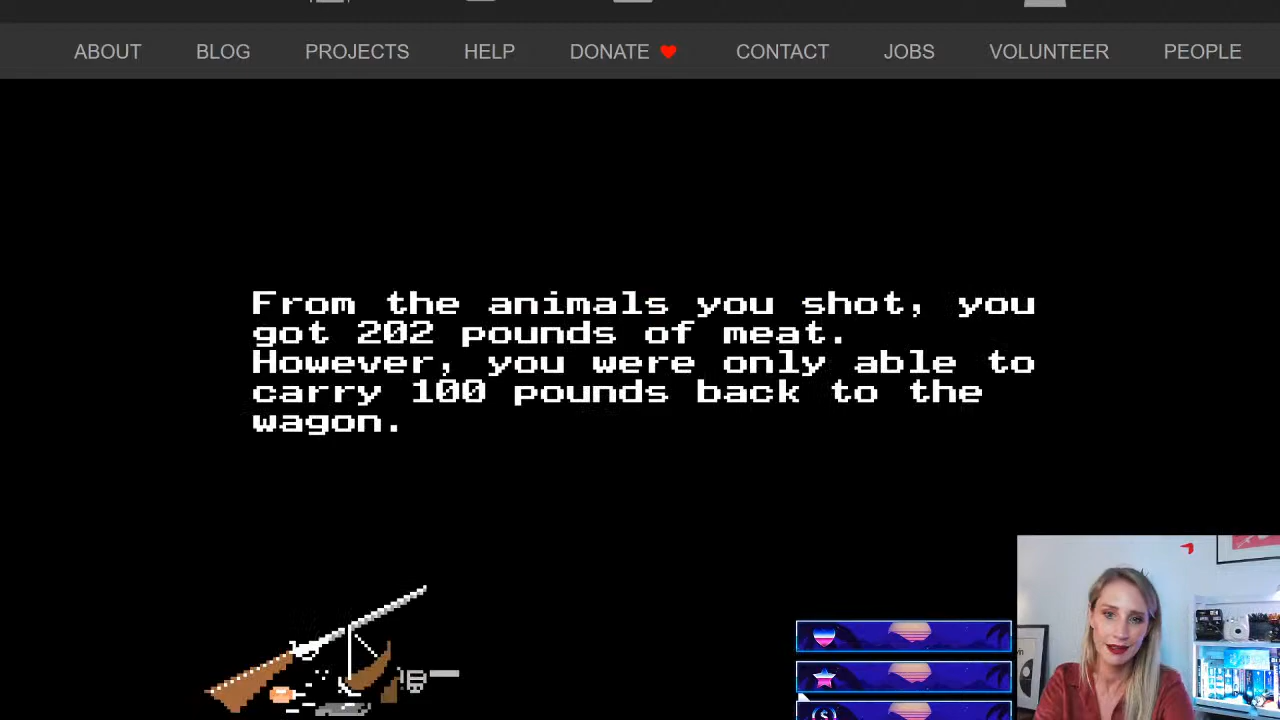 ABOUT BLOG PROJECTS HELP DONATE CONTACT JOBS VOLUNTEER PEOPLE
From the animals you shot, you
got 202 pounds of meat.
However, you were only able to
carry 100 pounds back to the
wagon.
$